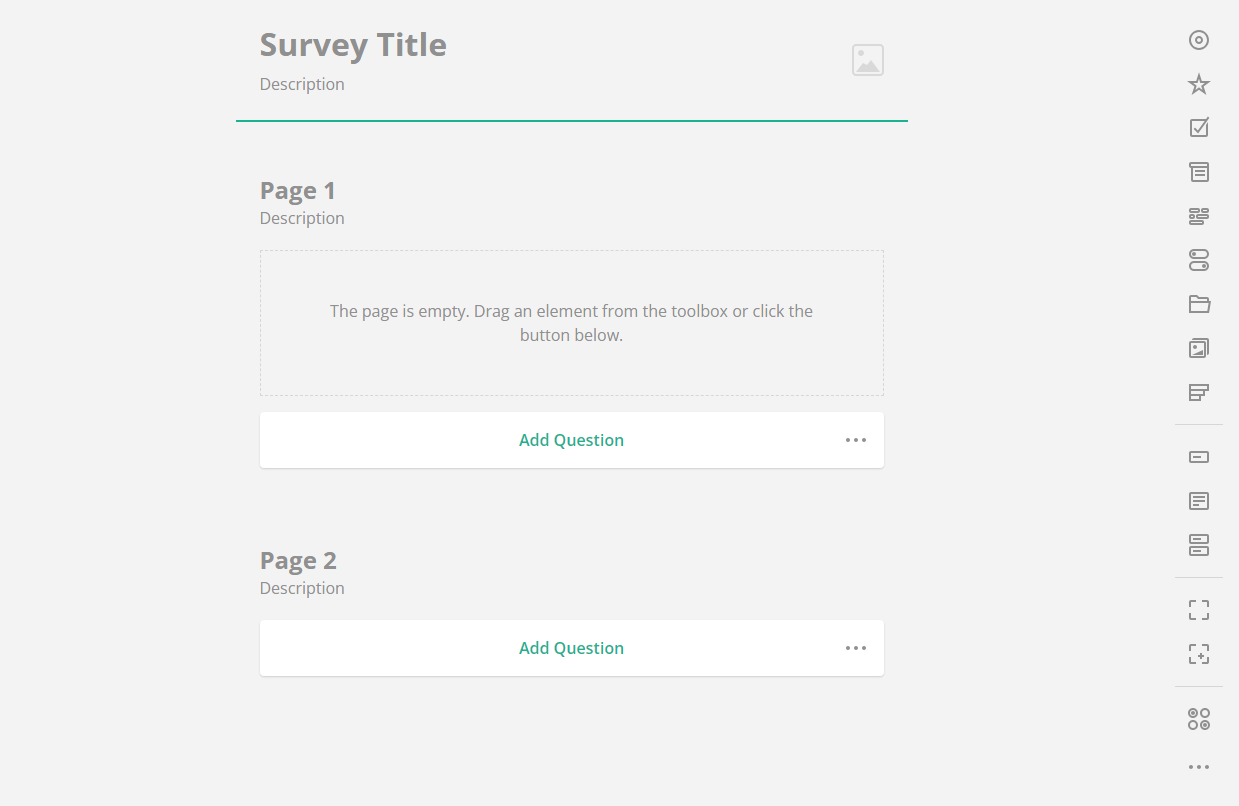 Survey Title
Description
Page 1
Description
The page is empty. Drag an element from the toolbox or click the
button below.
Add Question
Page 2
Description
Add Question